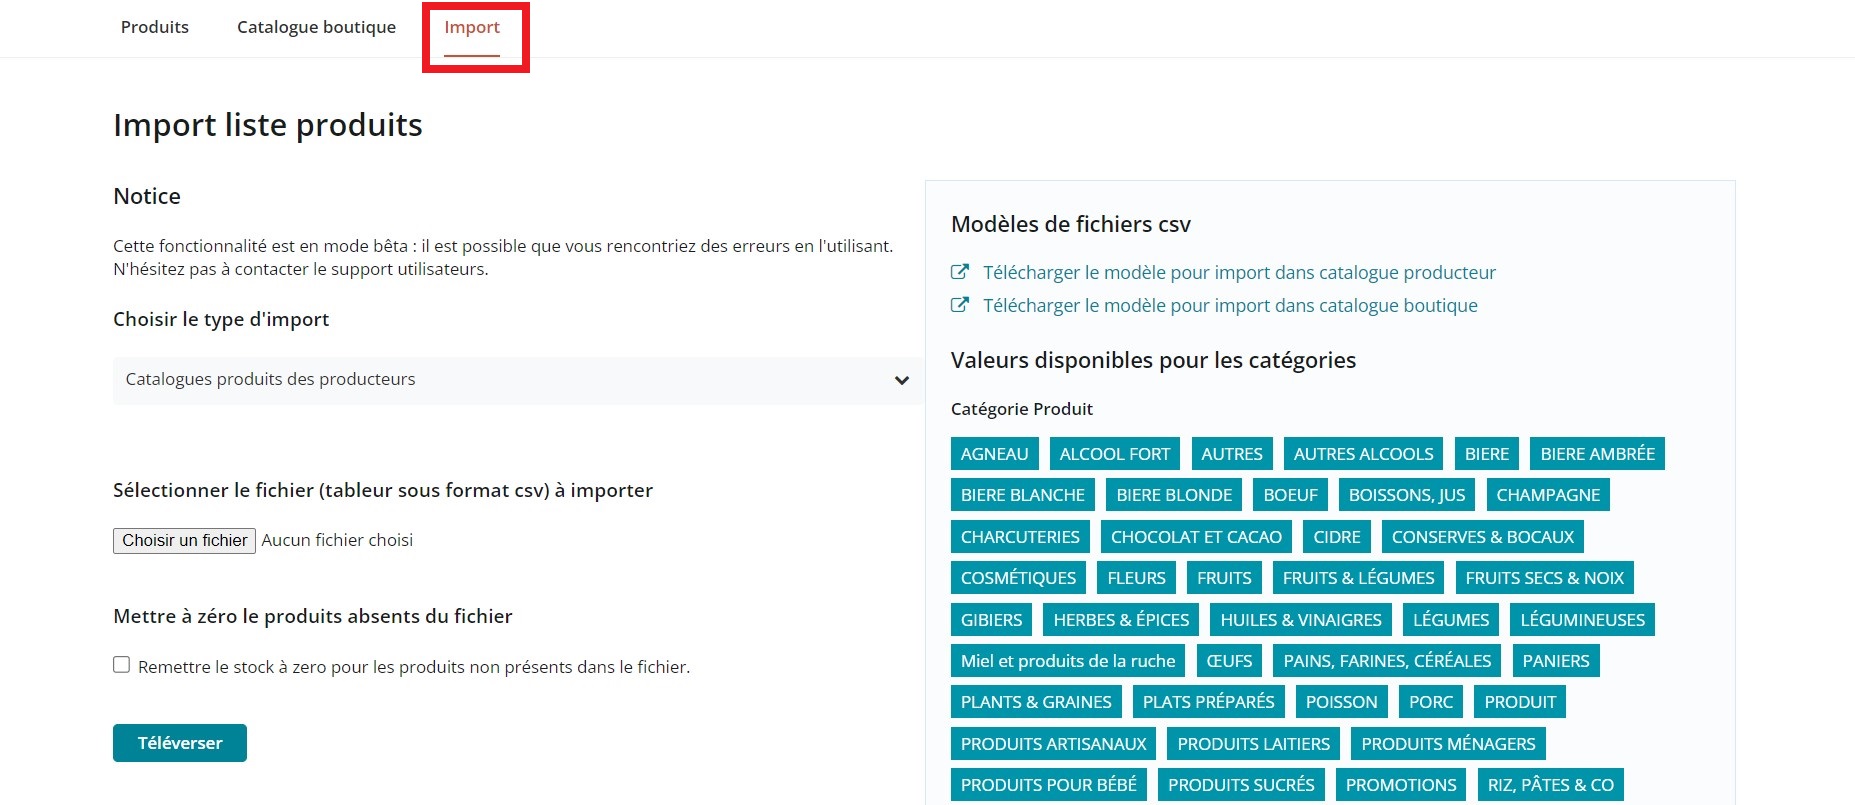 Produits Catalogue boutique Import
Import liste produits
Notice
Cette fonctionnalité est en mode bêta : il est possible que vous rencontriez des erreurs en l'utilisant.
N'hésitez pas à contacter le support utilisateurs.
Choisir le type d'import
Catalogues produits des producteurs
Sélectionner le fichier (tableur sous format csv) à importer
Choisir un fichier Aucun fichier choisi
Mettre à zéro le produits absents du fichier
Remettre le stock à zero pour les produits non présents dans le fichier.
Téléverser
Modèles de fichiers csv
Télécharger le modèle pour import dans catalogue producteur
Télécharger le modèle pour import dans catalogue boutique
Valeurs disponibles pour les catégories
Catégorie Produit
AGNEAU ALCOOL FORT AUTRES AUTRES ALCOOLS BIERE BIERE AMBRÉE
BIERE BLANCHE BIERE BLONDE BOEUF BOISSONS, JUS CHAMPAGNE
CHARCUTERIES CHOCOLAT ET CACAO CIDRE CONSERVES & BOCAUX
COSMÉTIQUES FLEURS FRUITS FRUITS & LÉGUMES FRUITS SECS & NOIX
GIBIERS HERBES & ÉPICES HUILES & VINAIGRES LÉGUMES LÉGUMINEUSES
Miel et produits de la ruche ŒUFS PAINS, FARINES, CÉRÉALES PANIERS
PLANTS & GRAINES PLATS PRÉPARÉS POISSON PORC PRODUIT
PRODUITS ARTISANAUX PRODUITS LAITIERS PRODUITS MÉNAGERS
PRODUITS POUR BÉBÉ PRODUITS SUCRÉS PROMOTIONS RIZ, PÂTES & CO